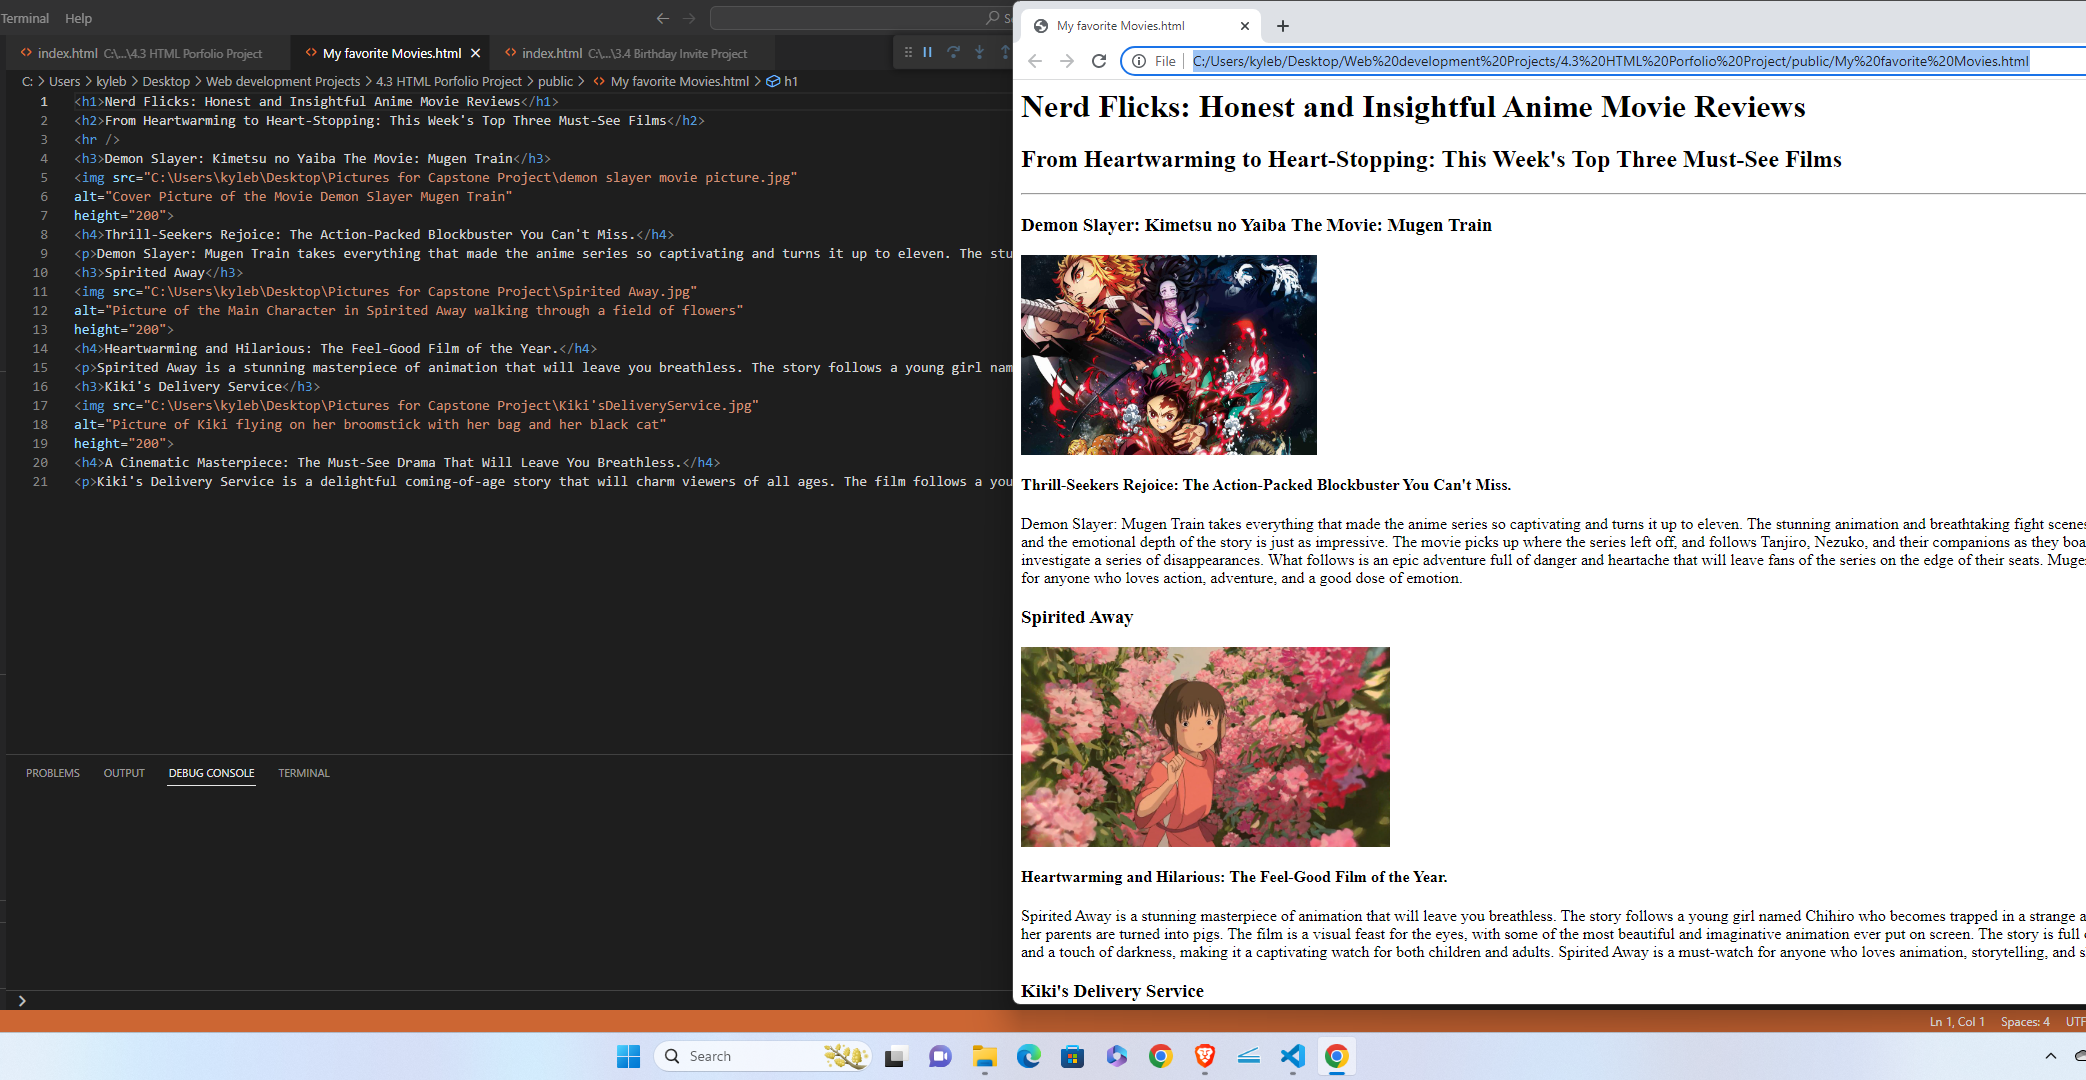 Terminal Help
index.html C:\...\4.3 HTML Porfolio Project
My favorite Movies.html
index.html C:\...\3.4 Birthday Invite Project
C: > Users > kyleb > Desktop > Web development Projects > 4.3 HTML Porfolio Project > public > My favorite Movies.html > h1
1 <h1>Nerd Flicks: Honest and Insightful Anime Movie Reviews</h1>
2 <h2>From Heartwarming to Heart-Stopping: This Week's Top Three Must-See Films</h2>
3 <hr />
4 <h3>Demon Slayer: Kimetsu no Yaiba The Movie: Mugen Train</h3>
5 <img src="C:\Users\kyleb\Desktop\Pictures for Capstone Project\demon slayer movie picture.jpg"
6 alt="Cover Picture of the Movie Demon Slayer Mugen Train"
7 height="200">
8 <h4>Thrill-Seekers Rejoice: The Action-Packed Blockbuster You Can't Miss.</h4>
9 <p>Demon Slayer: Mugen Train takes everything that made the anime series so captivating and turns it up to eleven. The stu
10 <h3>Spirited Away</h3>
11 <img src="C:\Users\kyleb\Desktop\Pictures for Capstone Project\Spirited Away.jpg"
12 alt="Picture of the Main Character in Spirited Away walking through a field of flowers"
13 height="200">
14 <h4>Heartwarming and Hilarious: The Feel-Good Film of the Year.</h4>
15 <p>Spirited Away is a stunning masterpiece of animation that will leave you breathless. The story follows a young girl nam
16 <h3>Kiki's Delivery Service</h3>
17 <img src="C:\Users\kyleb\Desktop\Pictures for Capstone Project\Kiki'sDeliveryService.jpg"
18 alt="Picture of Kiki flying on her broomstick with her bag and her black cat"
19 height="200">
20 <h4>A Cinematic Masterpiece: The Must-See Drama That Will Leave You Breathless.</h4>
21 <p>Kiki's Delivery Service is a delightful coming-of-age story that will charm viewers of all ages. The film follows a you
PROBLEMS OUTPUT DEBUG CONSOLE TERMINAL
My favorite Movies.html
File C:/Users/kyleb/Desktop/Web%20development%20Projects/4.3%20HTML%20Porfolio%20Project/public/My%20favorite%20Movies.html
Nerd Flicks: Honest and Insightful Anime Movie Reviews
From Heartwarming to Heart-Stopping: This Week's Top Three Must-See Films
Demon Slayer: Kimetsu no Yaiba The Movie: Mugen Train
Thrill-Seekers Rejoice: The Action-Packed Blockbuster You Can't Miss.
Demon Slayer: Mugen Train takes everything that made the anime series so captivating and turns it up to eleven. The stunning animation and breathtaking fight scenes
and the emotional depth of the story is just as impressive. The movie picks up where the series left off, and follows Tanjiro, Nezuko, and their companions as they boa
investigate a series of disappearances. What follows is an epic adventure full of danger and heartache that will leave fans of the series on the edge of their seats. Muge
for anyone who loves action, adventure, and a good dose of emotion.
Spirited Away
Heartwarming and Hilarious: The Feel-Good Film of the Year.
Spirited Away is a stunning masterpiece of animation that will leave you breathless. The story follows a young girl named Chihiro who becomes trapped in a strange a
her parents are turned into pigs. The film is a visual feast for the eyes, with some of the most beautiful and imaginative animation ever put on screen. The story is full
and a touch of darkness, making it a captivating watch for both children and adults. Spirited Away is a must-watch for anyone who loves animation, storytelling, and s
Kiki's Delivery Service
Ln 1, Col 1 Spaces: 4 UTF
Search